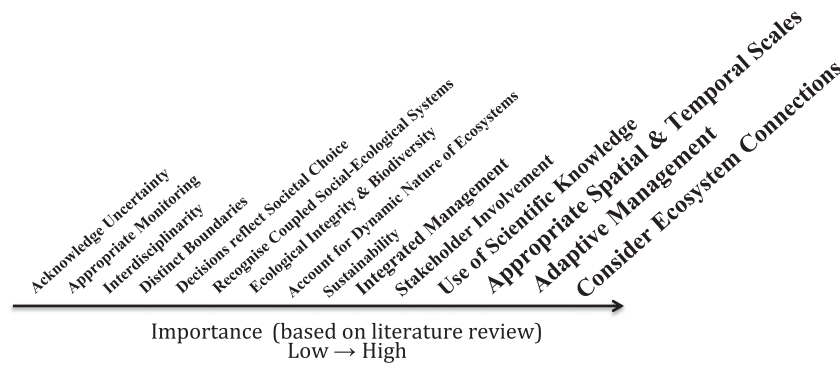 Acknowledge Uncertainty
Appropriate Monitoring
Interdisciplinarity
Distinct Boundaries
Decisions reflect Societal Choice
Recognise Coupled Social-Ecological Systems
Ecological Integrity & Biodiversity
Account for Dynamic Nature of Ecosystems
Sustainability
Integrated Management
Stakeholder Involvement
Use of Scientific Knowledge
Appropriate Spatial & Temporal Scales
Adaptive Management
Consider Ecosystem Connections
Importance (based on literature review)
Low → High